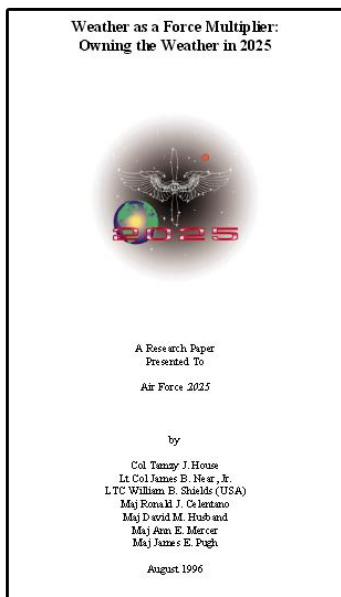 Weather as a Force Multiplier:
Owning the Weather in 2025
2025
A Research Paper
Presented To
Air Force 2025
by
Col Tamzy J. House
Lt Col James B. Near, Jr.
LTC William B. Shields (USA)
Maj Ronald J. Celentano
Maj David M. Husband
Maj Ann E. Mercer
Maj James E. Pugh
August 1996